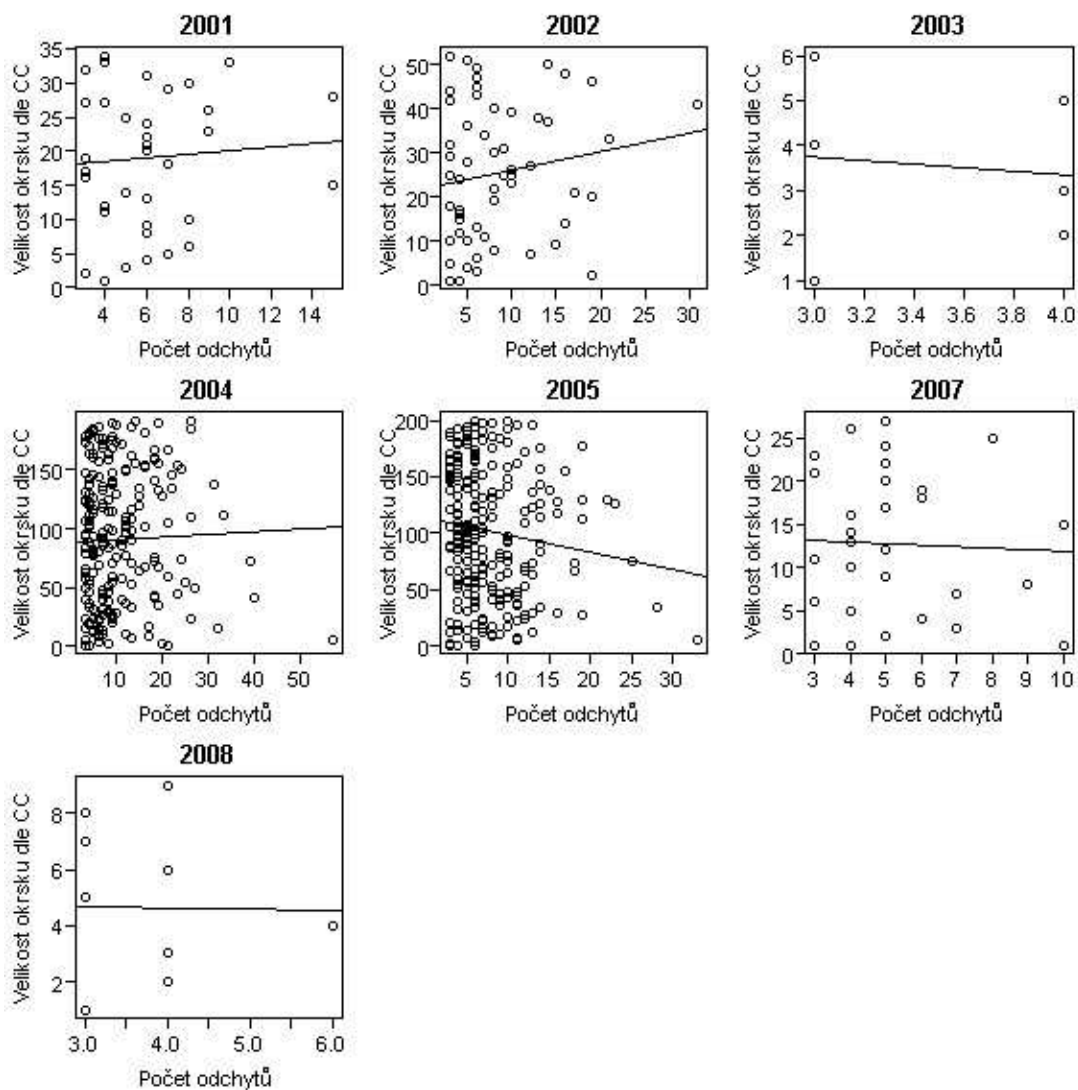 2001
Velikost okrsku dle CC
35
30
25
20
15
10
5
0
4 6 8 10 12 14
Počet odchytů
2002
Velikost okrsku dle CC
50
40
30
20
10
0
5 10 15 20 25 30
Počet odchytů
2003
Velikost okrsku dle CC
6
5
4
3
2
1
3.0 3.2 3.4 3.6 3.8 4.0
Počet odchytů
2004
Velikost okrsku dle CC
150
100
50
0
10 20 30 40 50
Počet odchytů
2005
Velikost okrsku dle CC
200
150
100
50
0
5 10 15 20 25 30
Počet odchytů
2007
Velikost okrsku dle CC
25
20
15
10
5
0
3 4 5 6 7 8 9 10
Počet odchytů
2008
Velikost okrsku dle CC
8
6
4
2
3.0 4.0 5.0 6.0
Počet odchytů